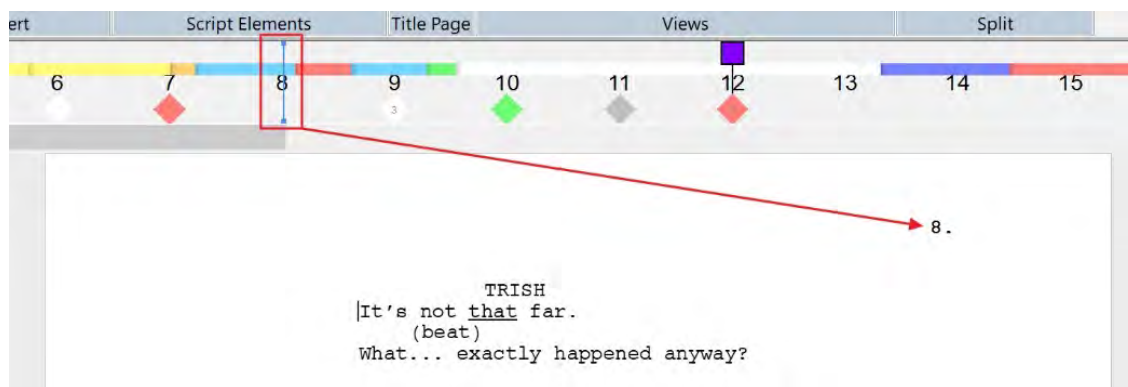 ert Script Elements Title Page Views Split
6 7 8 9 10 11 12 13 14 15
3
8.
TRISH
It's not that far.
(beat)
What... exactly happened anyway?